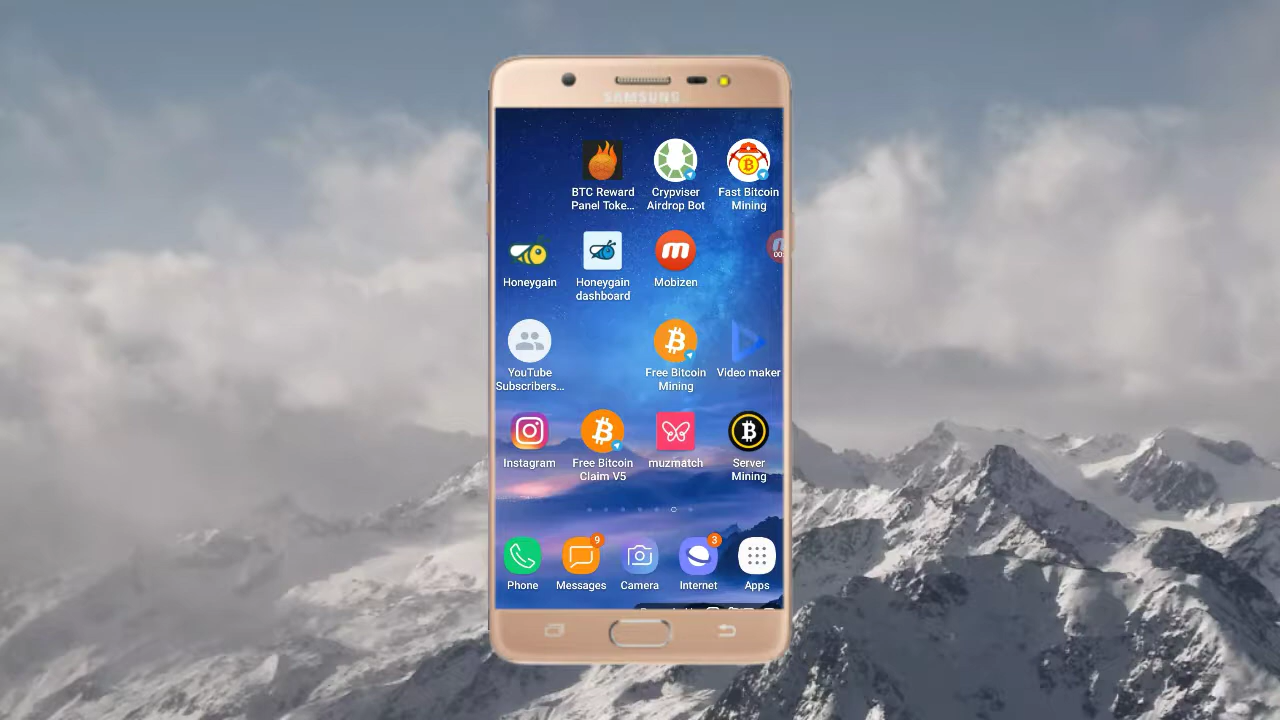 SAMSUNG
BTC Reward
Panel Toke...
Crypviser
Airdrop Bot
Fast Bitcoin
Mining
Honeygain
Honeygain
dashboard
Mobizen
00:
YouTube
Subscribers...
Free Bitcoin
Mining
Video maker
Instagram
Free Bitcoin
Claim V5
muzmatch
Server
Mining
9
3
Phone
Messages
Camera
Internet
Apps